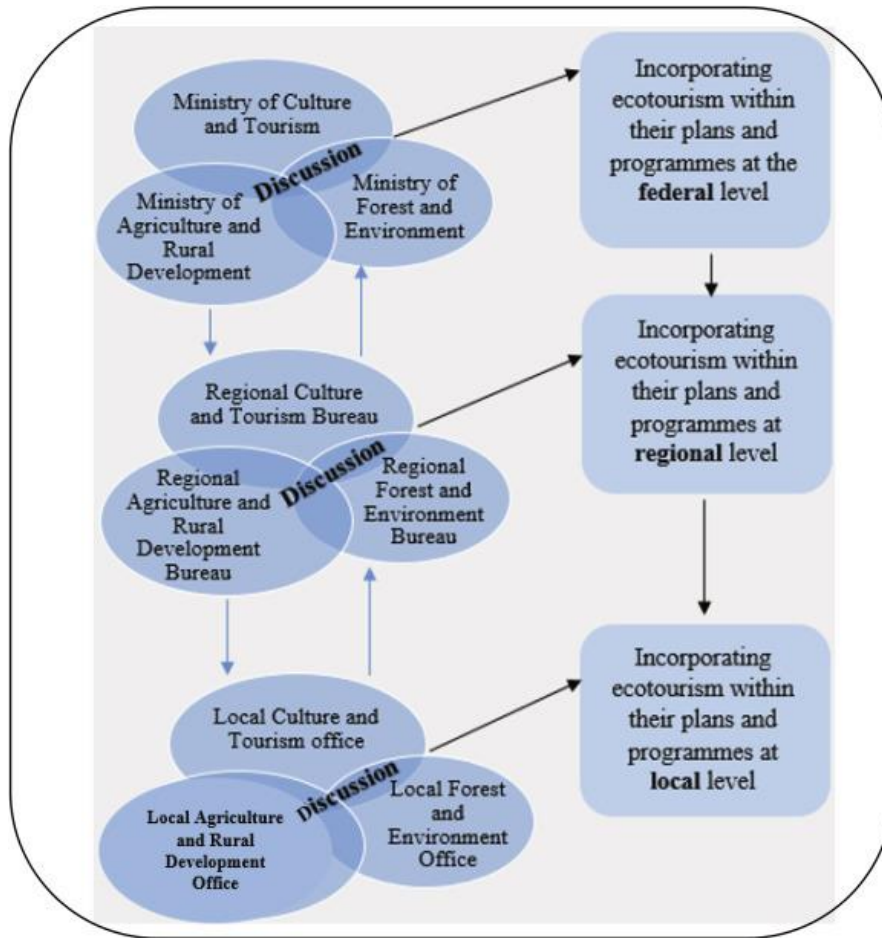 Ministry of Culture
and Tourism
Discussion
Ministry of
Agriculture and
Rural
Development
Ministry of
Forest and
Environment
Incorporating
ecotourism within
their plans and
programmes at the
federal level
Regional Culture
and Tourism Bureau
Discussion
Regional
Agriculture and
Rural
Development
Bureau
Regional
Forest and
Environment
Bureau
Incorporating
ecotourism within
their plans and
programmes at
regional level
Local Culture and
Tourism office
Discussion
Local Agriculture
and Rural
Development
Office
Local Forest
and
Environment
Office
Incorporating
ecotourism within
their plans and
programmes at
local level